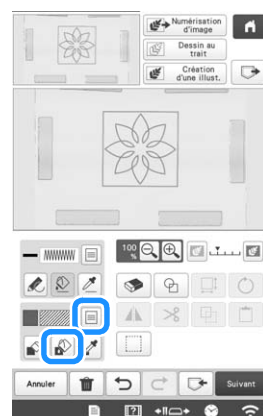 Numérisation
d'image
Dessin au
trait
Création
d'une illust.
100
%
Annuler
Suivant